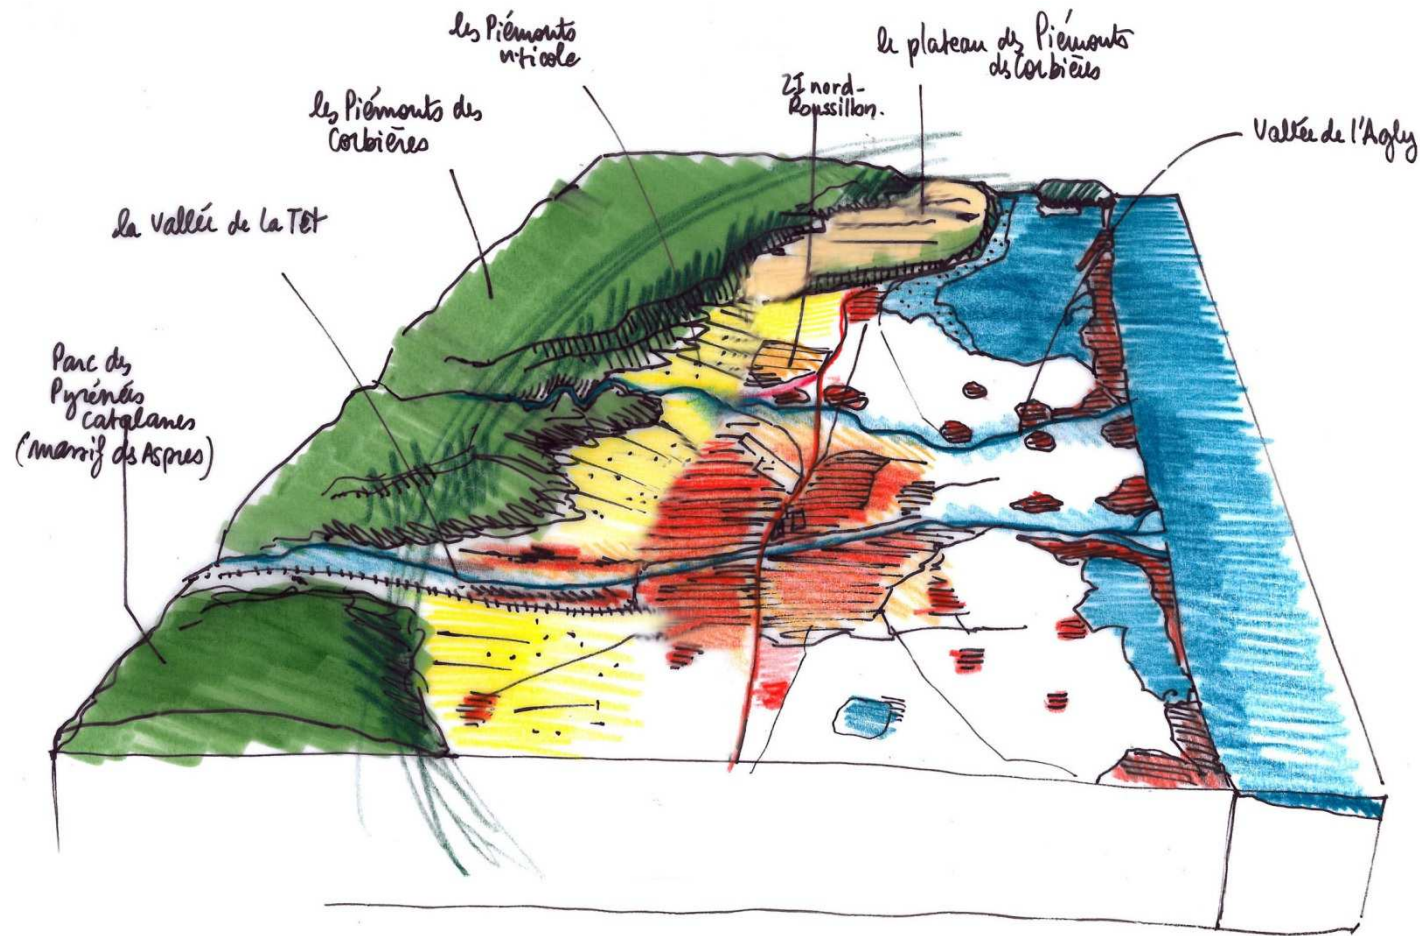 les Piémonts
viticole
le plateau des Piémonts
des Corbières
ZI nord-
Roussillon.
les Piémonts des
Corbières
Vallée de l'Agly
la vallée de la TET
Parc des
Pyrénées
catalanes
(massif des Aspres)